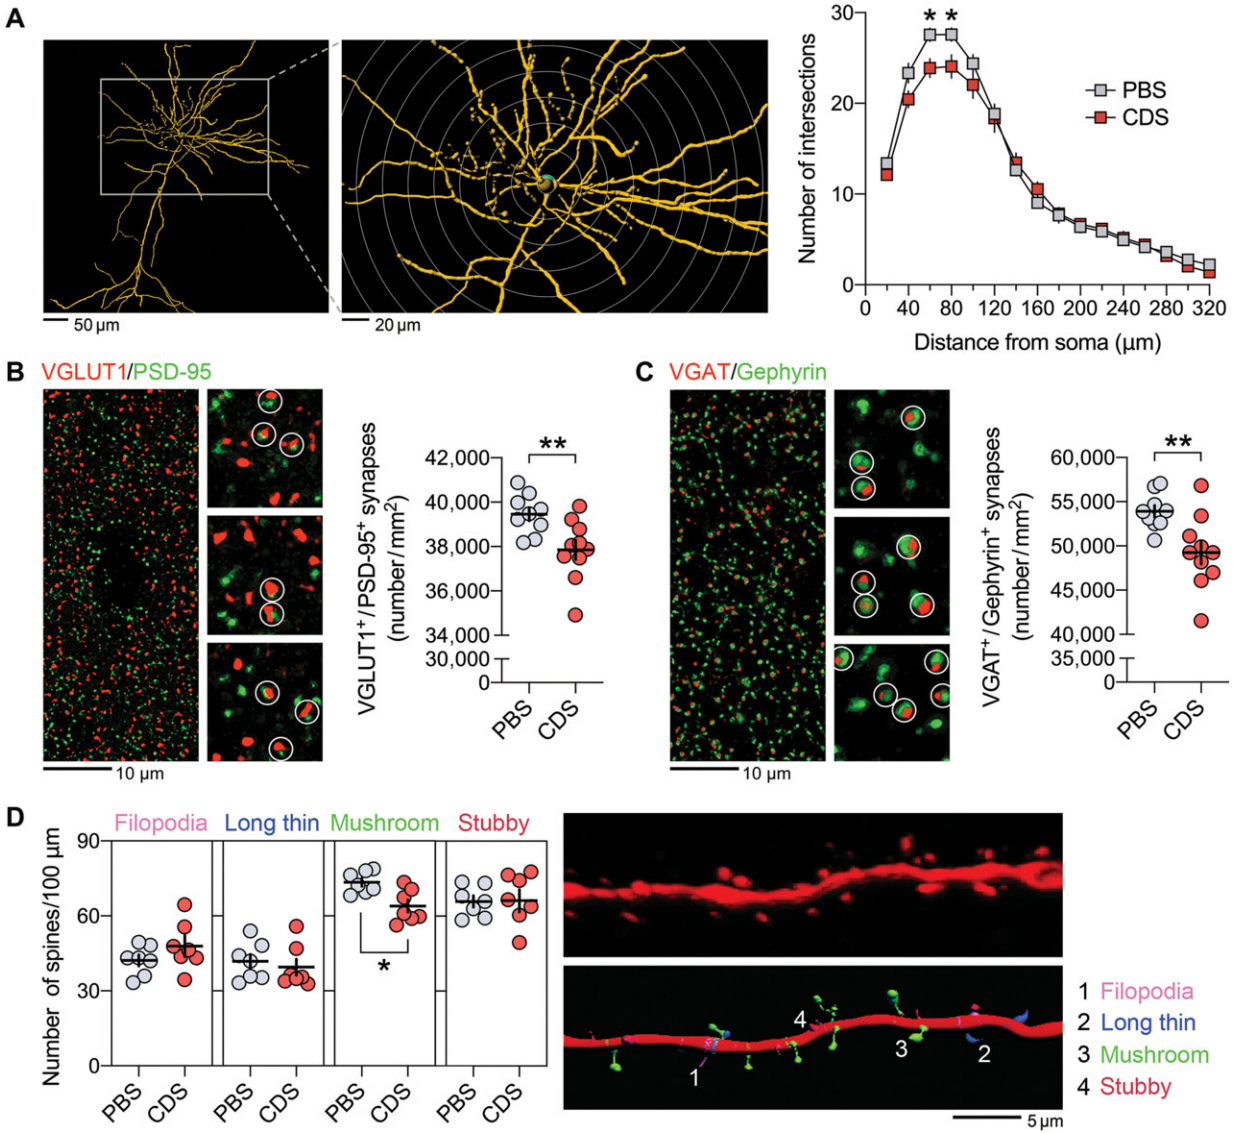 A
50 µm
20 µm
Number of intersections
30
20
10
0
* *
PBS
CDS
0 40 80 120 160 200 240 280 320
Distance from soma (µm)
B
VGLUT1/PSD-95
10 µm
VGLUT1+/PSD-95+ synapses
(number/mm2)
**
42,000
40,000
38,000
36,000
34,000
30,000
0
PBS
CDS
C
VGAT/Gephyrin
10 µm
VGAT+/Gephyrin+ synapses
(number/mm2)
**
60,000
55,000
50,000
45,000
40,000
35,000
0
PBS
CDS
D
Filopodia Long thin Mushroom Stubby
Number of spines/100 µm
90
60
30
0
*
PBS CDS PBS CDS PBS CDS PBS CDS
4
3
2
1
1 Filopodia
2 Long thin
3 Mushroom
4 Stubby
5 µm